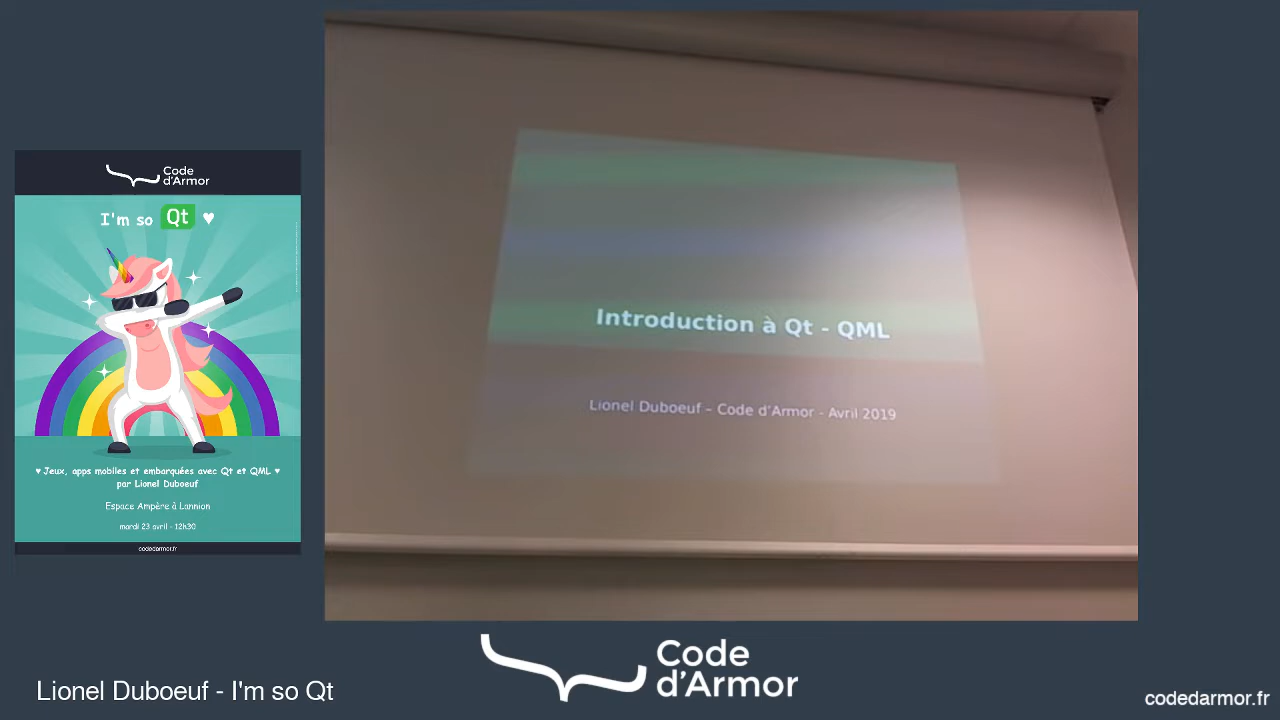 Code
d'Armor
I'm so Qt ♥
♥ Jeux, apps mobiles et embarquées avec Qt et QML ♥
par Lionel Duboeuf
Espace Ampère à Lannion
mardi 23 avril - 12h30
codedarmor.fr
Introduction à Qt - QML
Lionel Duboeuf – Code d'Armor - Avril 2019
Code
d'Armor
Lionel Duboeuf - I'm so Qt
codedarmor.fr